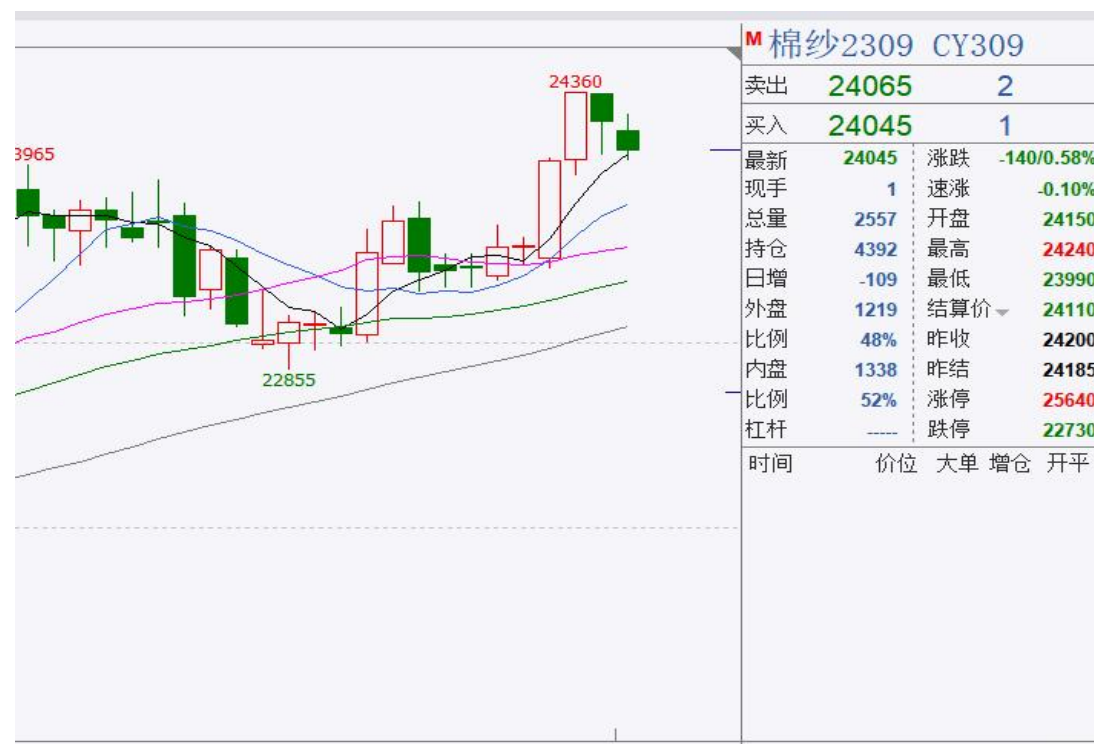 M 棉纱2309 CY309
24360
卖出 24065 2
买入 24045 1
3965
最新 24045 涨跌 -140/0.58%
现手 1 速涨 -0.10%
总量 2557 开盘 24150
持仓 4392 最高 24240
日增 -109 最低 23990
外盘 1219 结算价 24110
比例 48% 昨收 24200
内盘 1338 昨结 24185
22855
比例 52% 涨停 25640
杠杆 ----- 跌停 22730
时间 价位 大单 增仓 开平